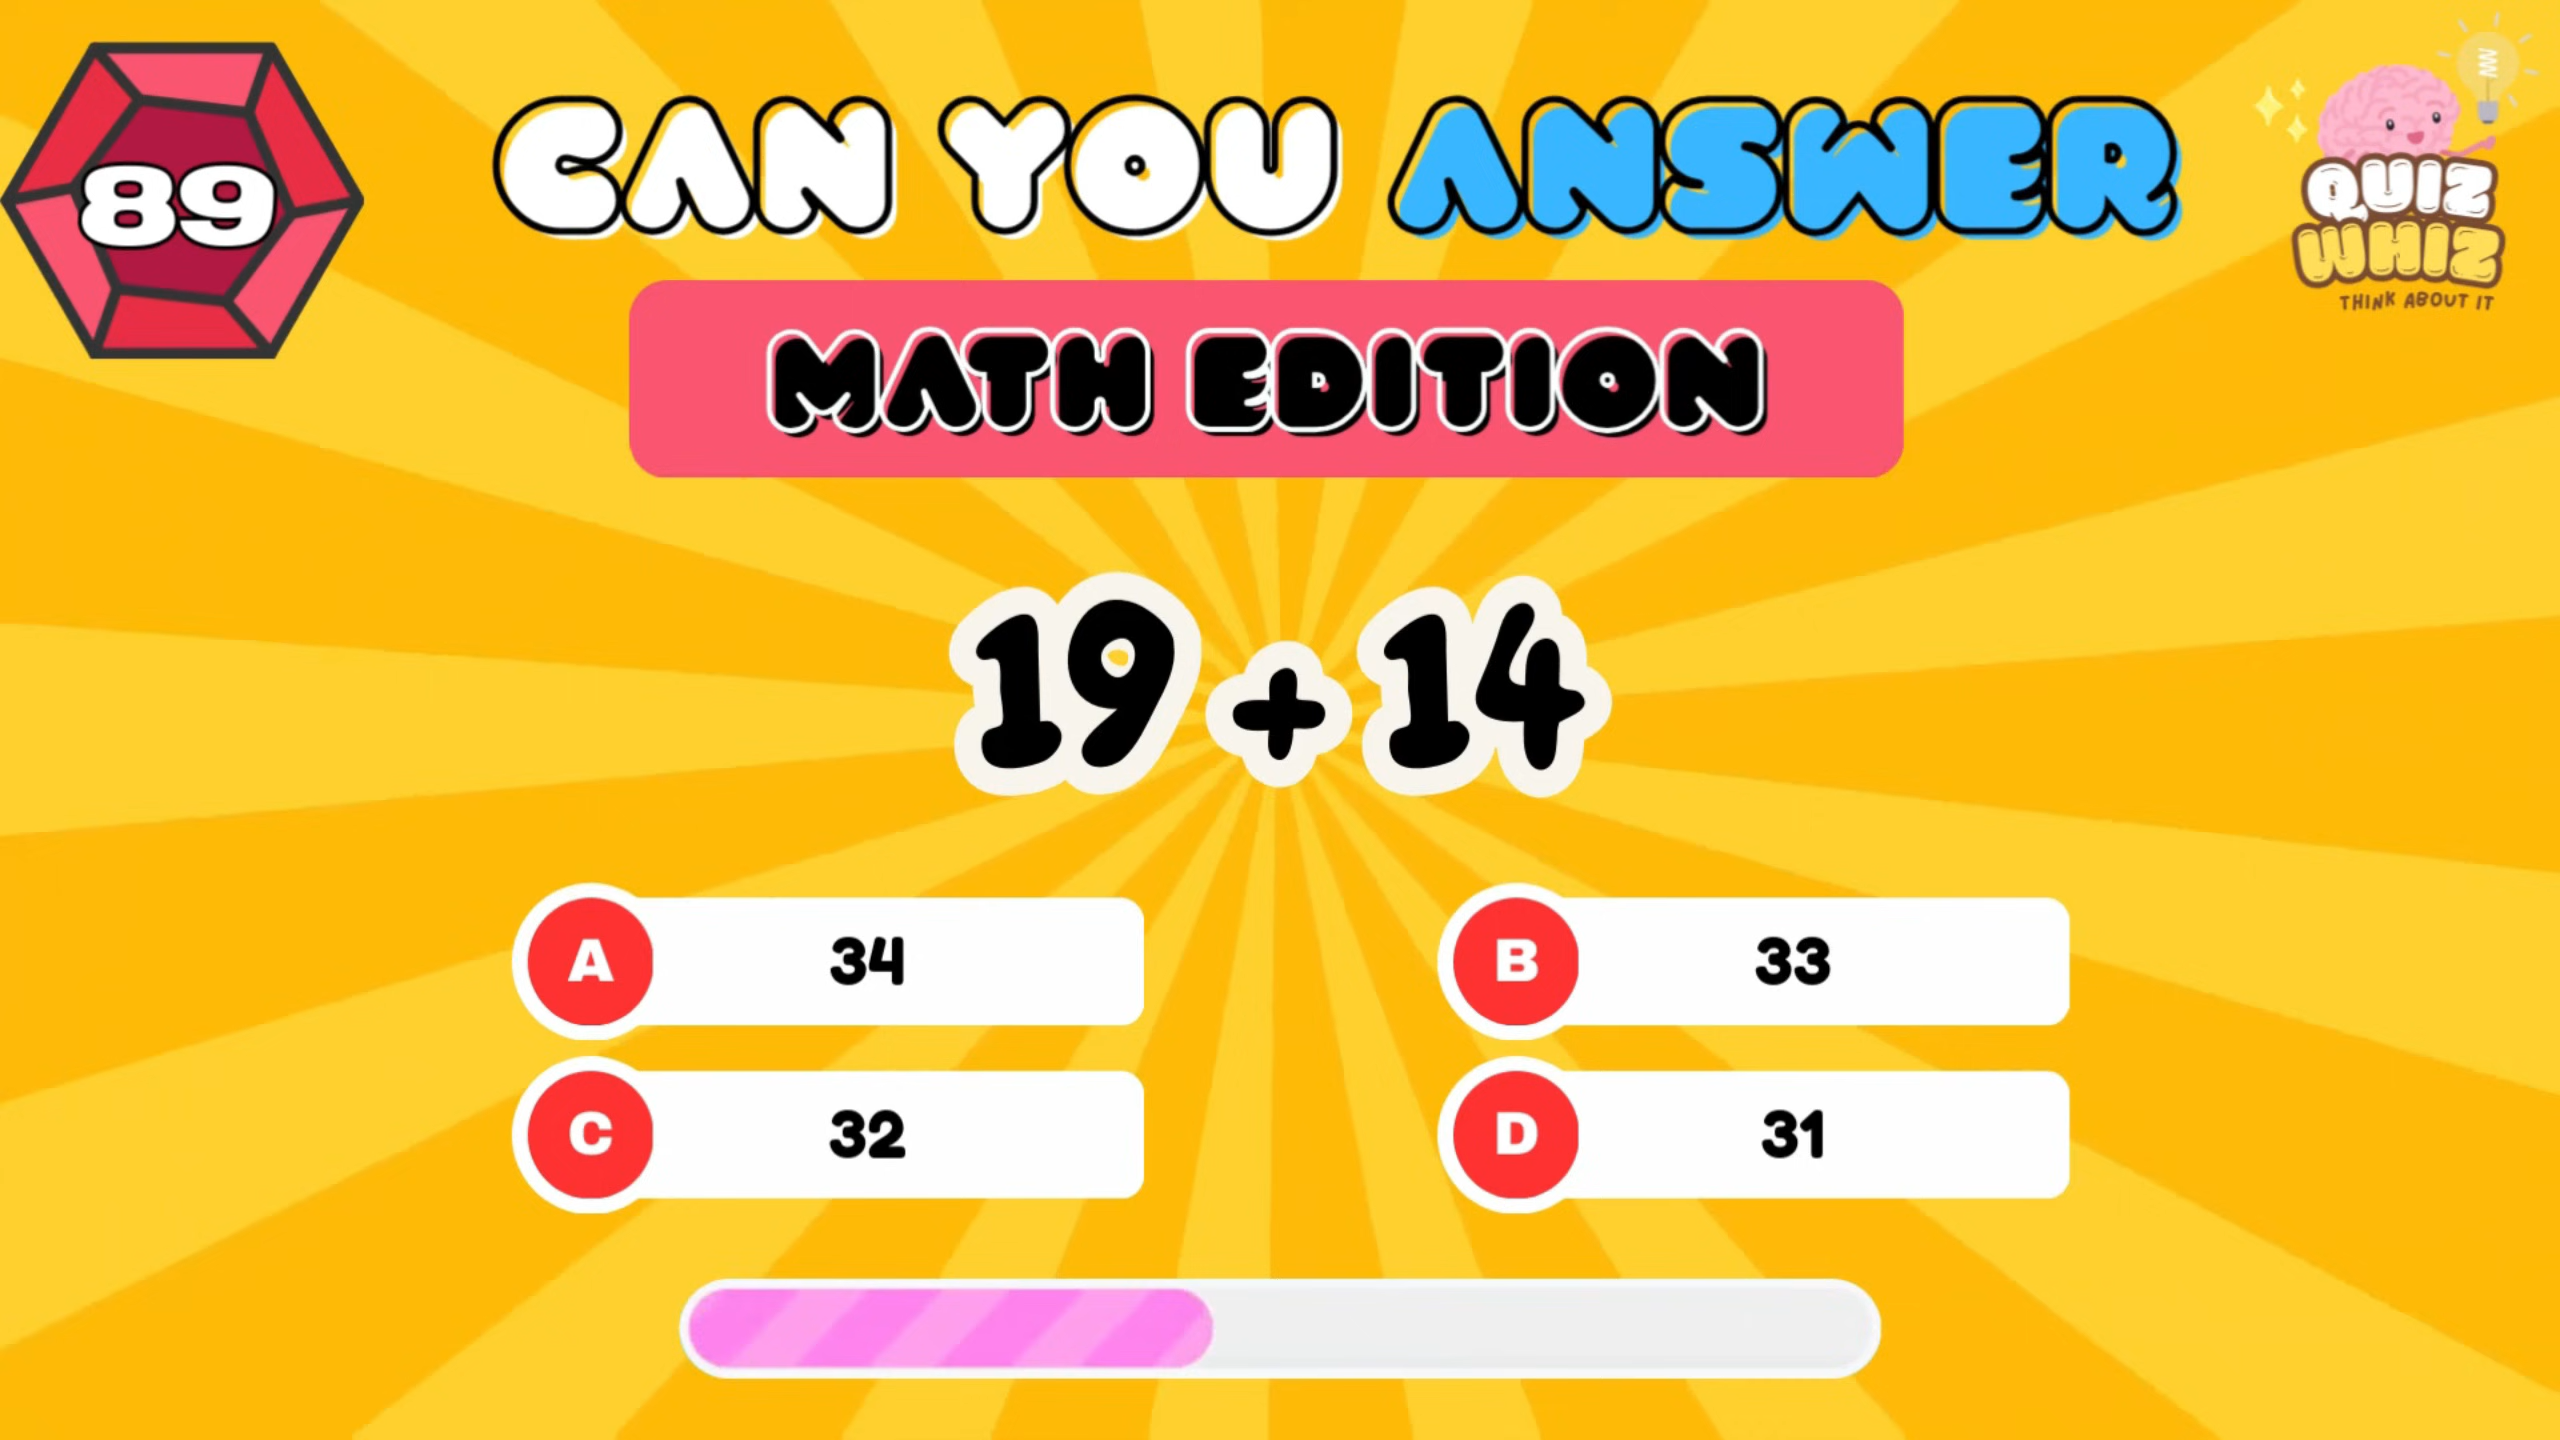 89
CAN YOU ANSWER
QUIZ
WHIZ
THINK ABOUT IT
MATH EDITION
19 + 14
A 34
B 33
C 32
D 31